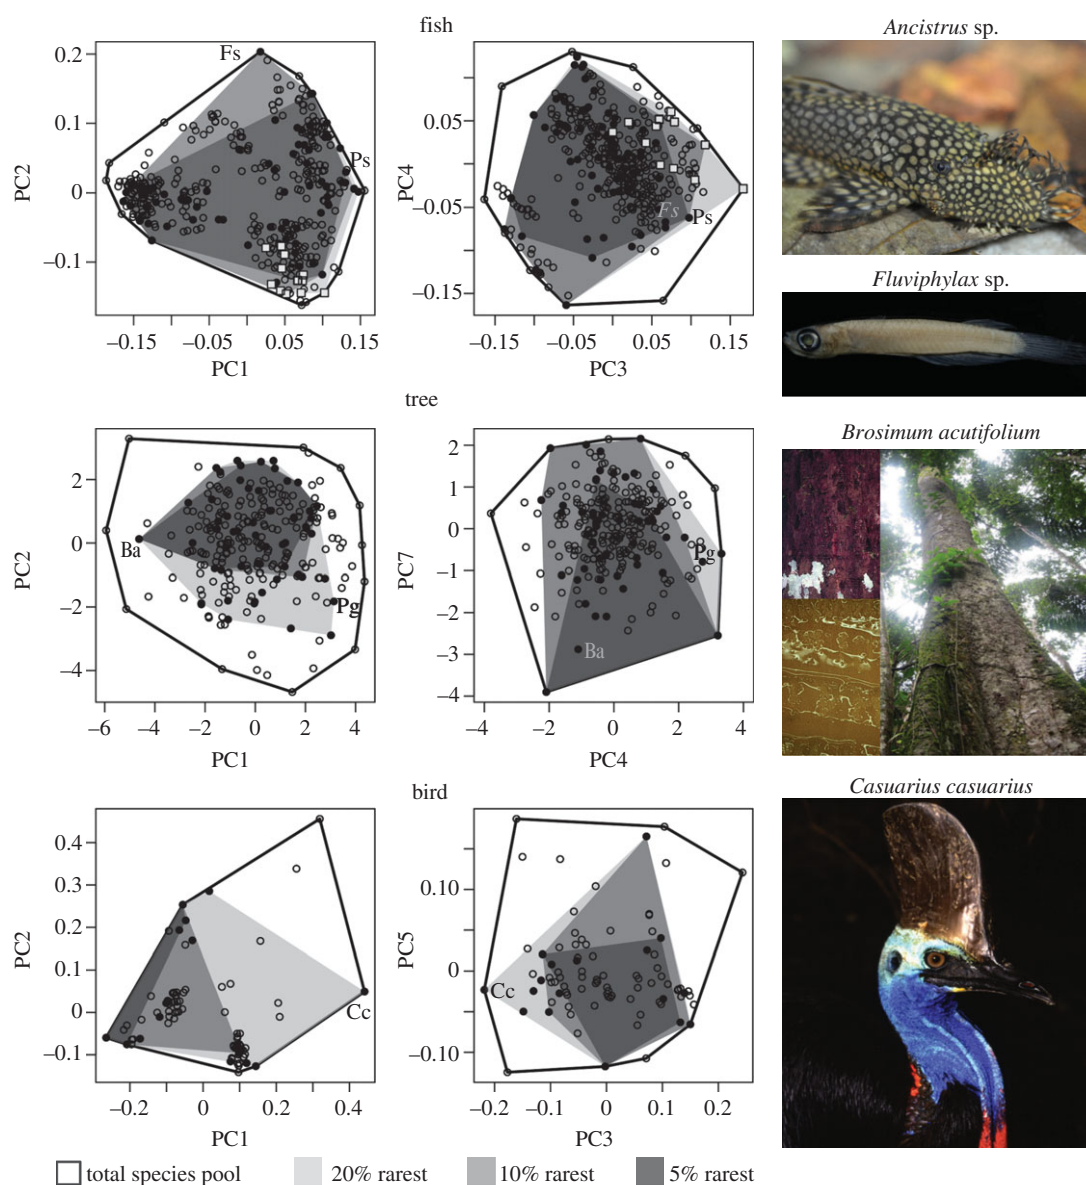 fish
Ancistrus sp.
0.2
0.1
0
–0.1
PC2
Fs
Ps
–0.15
–0.05
0.05
0.15
PC1
0.05
–0.05
–0.15
PC4
Fs
Ps
–0.15
–0.05
0.05
0.15
PC3
Fluviphylax sp.
tree
Brosimum acutifolium
2
0
–2
–4
PC2
Ba
Pg
–6
–4
–2
0
2
4
PC1
2
1
0
–1
–2
–3
–4
PC7
Pg
Ba
–4
–2
0
2
4
PC4
bird
Casuarius casuarius
0.4
0.3
0.2
0.1
0
–0.1
PC2
Cc
–0.2
0
0.2
0.4
PC1
0.10
0
–0.10
PC5
Cc
–0.2
–0.1
0
0.1
0.2
PC3
total species pool 20% rarest 10% rarest 5% rarest